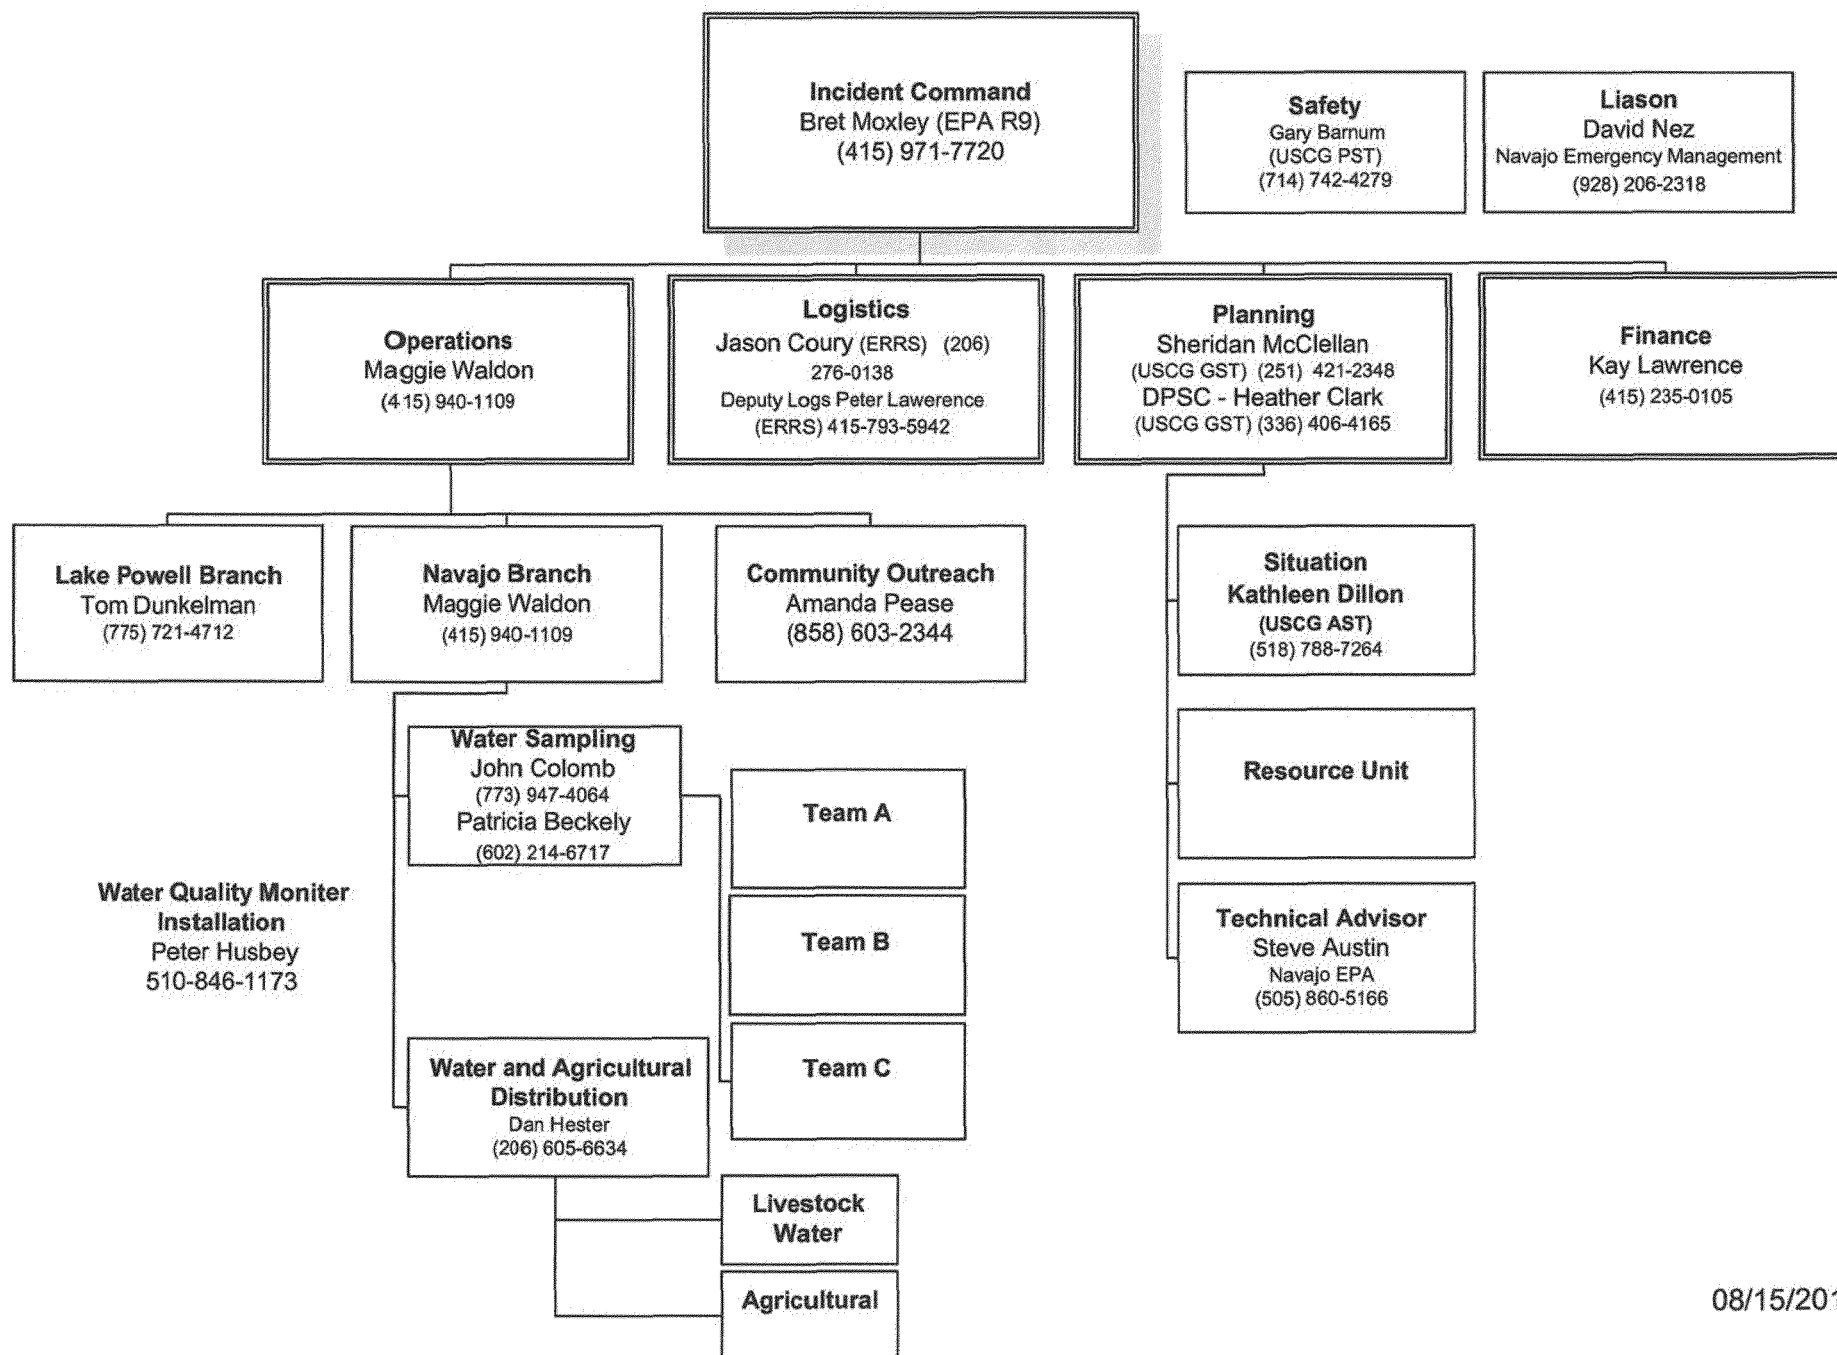 Incident Command
Bret Moxley (EPA R9)
(415) 971-7720
Safety
Gary Barnum
(USCG PST)
(714) 742-4279
Liason
David Nez
Navajo Emergency Management
(928) 206-2318
Operations
Maggie Waldon
(415) 940-1109
Logistics
Jason Coury (ERRS) (206)
276-0138
Deputy Logs Peter Lawerence
(ERRS) 415-793-5942
Planning
Sheridan McClellan
(USCG GST) (251) 421-2348
DPSC - Heather Clark
(USCG GST) (336) 406-4165
Finance
Kay Lawrence
(415) 235-0105
Lake Powell Branch
Tom Dunkelman
(775) 721-4712
Navajo Branch
Maggie Waldon
(415) 940-1109
Community Outreach
Amanda Pease
(858) 603-2344
Situation
Kathleen Dillon
(USCG AST)
(518) 788-7264
Water Sampling
John Colomb
(773) 947-4064
Patricia Beckely
(602) 214-6717
Team A
Team B
Team C
Resource Unit
Water Quality Moniter
Installation
Peter Husbey
510-846-1173
Technical Advisor
Steve Austin
Navajo EPA
(505) 860-5166
Water and Agricultural
Distribution
Dan Hester
(206) 605-6634
Livestock
Water
Agricultural
08/15/201